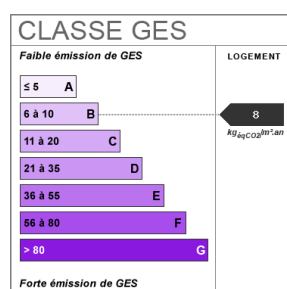 CLASSE GES
Faible émission de GES
LOGEMENT
≤ 5 A
6 à 10 B
8
kgéqCO2/m².an
11 à 20 C
21 à 35 D
36 à 55 E
56 à 80 F
> 80 G
Forte émission de GES